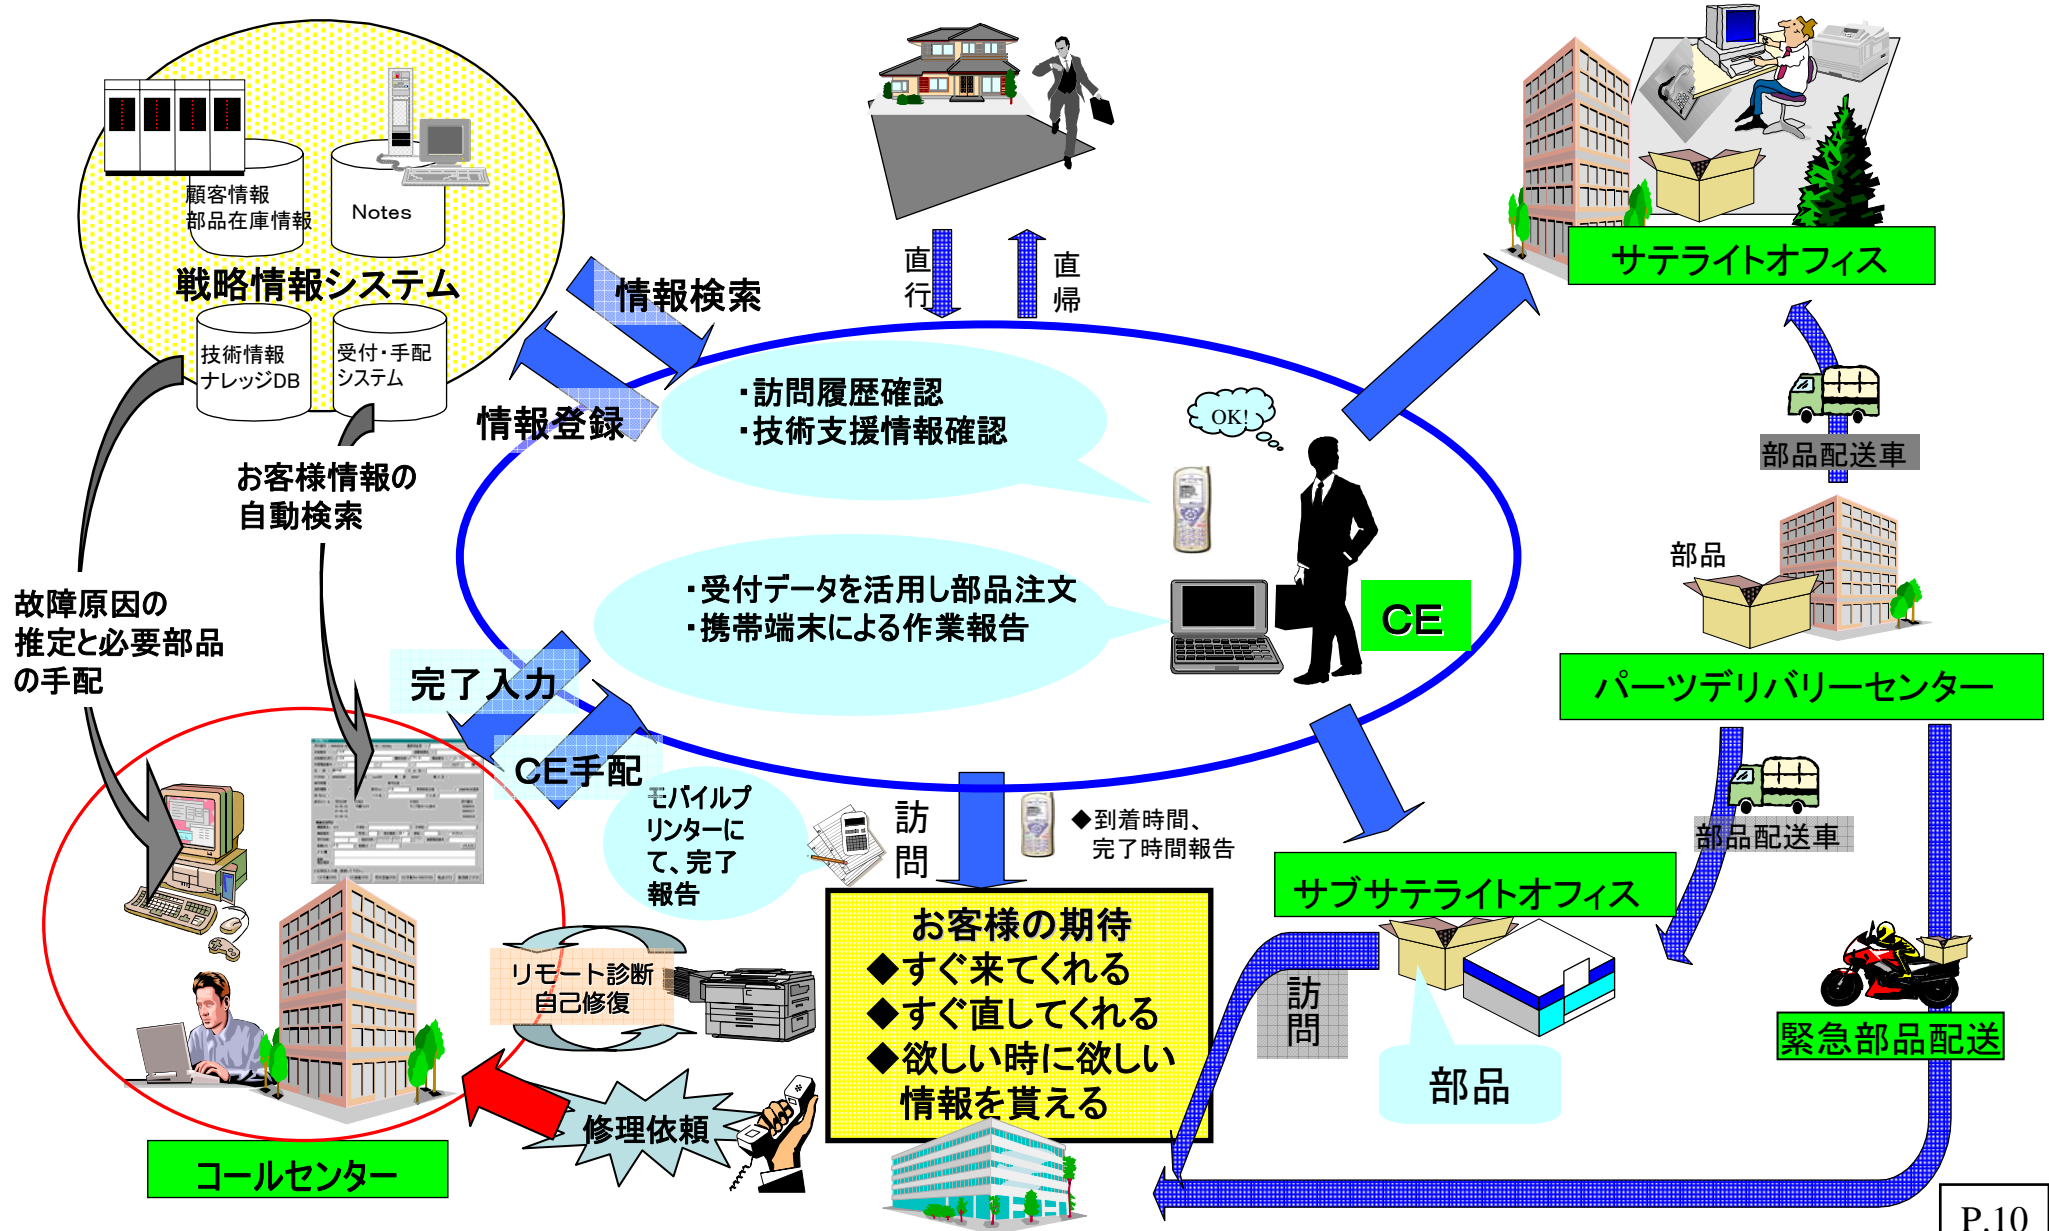 顧客情報
部品在庫情報
Notes
戦略情報システム
技術情報
ナレッジDB
受付・手配
システム
情報検索
情報登録
直行
直帰
サテライトオフィス
・訪問履歴確認
・技術支援情報確認
OK!
部品配送車
お客様情報の
自動検索
部品
・受付データを活用し部品注文
・携帯端末による作業報告
CE
故障原因の
推定と必要部品
の手配
パーツデリバリーセンター
完了入力
CE手配
モバイルプ
リンターに
て、完了
報告
訪問
◆到着時間、
完了時間報告
部品配送車
サブサテライトオフィス
お客様の期待
◆すぐ来てくれる
◆すぐ直してくれる
◆欲しい時に欲しい
情報を貰える
リモート診断
自己修復
訪問
部品
緊急部品配送
修理依頼
コールセンター
P.10